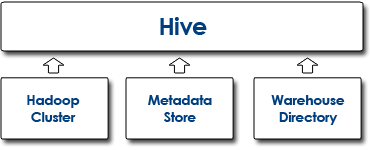 Hive
Hadoop
Cluster
Metadata
Store
Warehouse
Directory